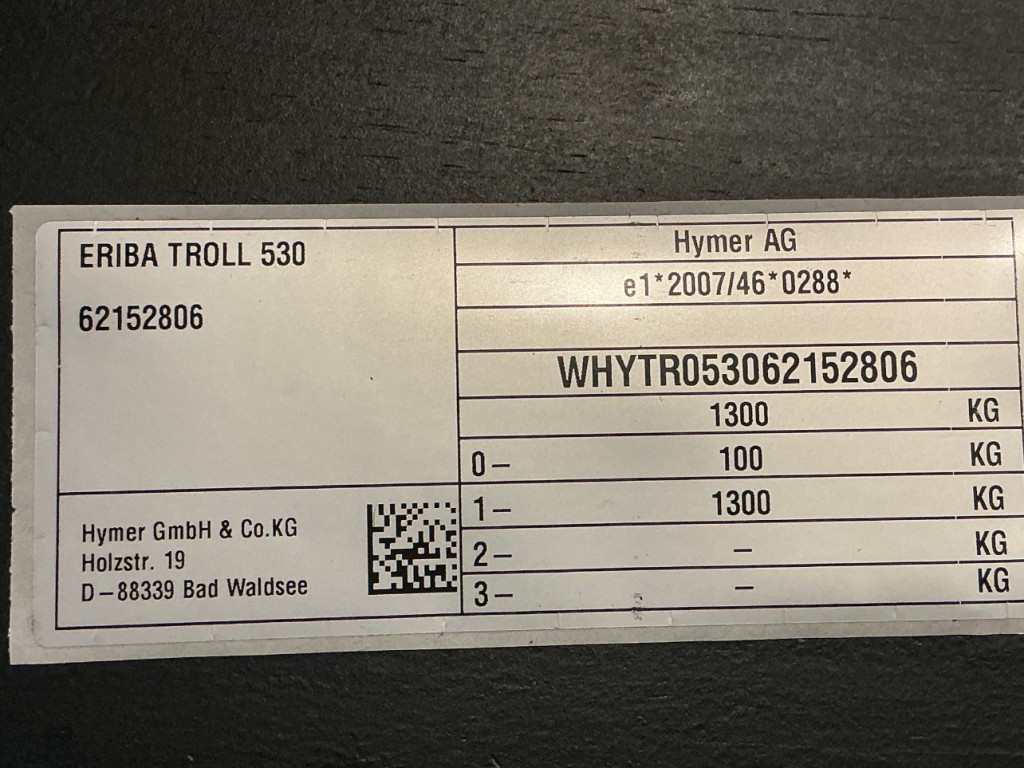 ERIBA TROLL 530
62152806
Hymer GmbH & Co.KG
Holzstr. 19
D–88339 Bad Waldsee
Hymer AG
e1*2007/46*0288*
WHYTR053062152806
1300 KG
0– 100 KG
1– 1300 KG
2– – KG
3– – KG